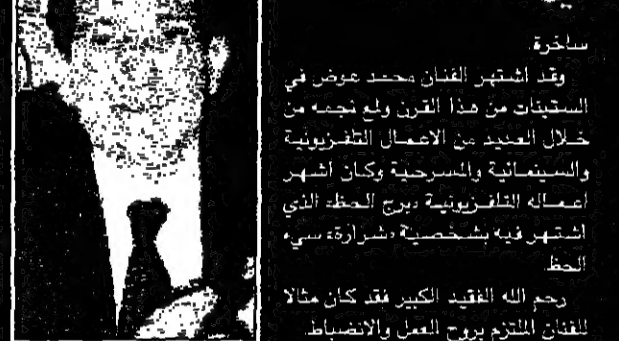 ساخرة.
وقد اشتهر الفنان محمد عوض في
الستينات من هذا القرن ولمع نجمه من
خلال العديد من الاعمال التلفزيونية
والسينمائية والمسرحية وكان أشهر
أعماله التلفزيونية «برج الحظ» الذي
اشتهر فيه بشخصية «شرارة» سيء
الحظ.
رحم الله الفقيد الكبير فقد كان مثالا
للفنان الملتزم بروح العمل والانضباط.